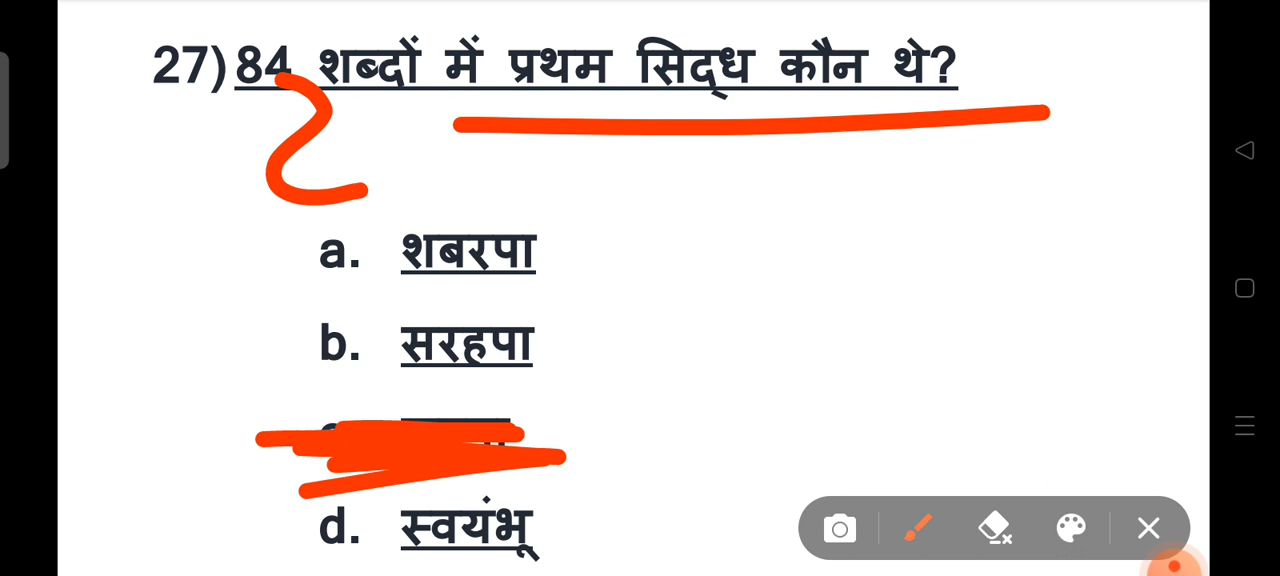 27) 84 शब्दों में प्रथम सिद्ध कौन थे?
a. शबरपा
b. सरहपा
d. स्वयंभू